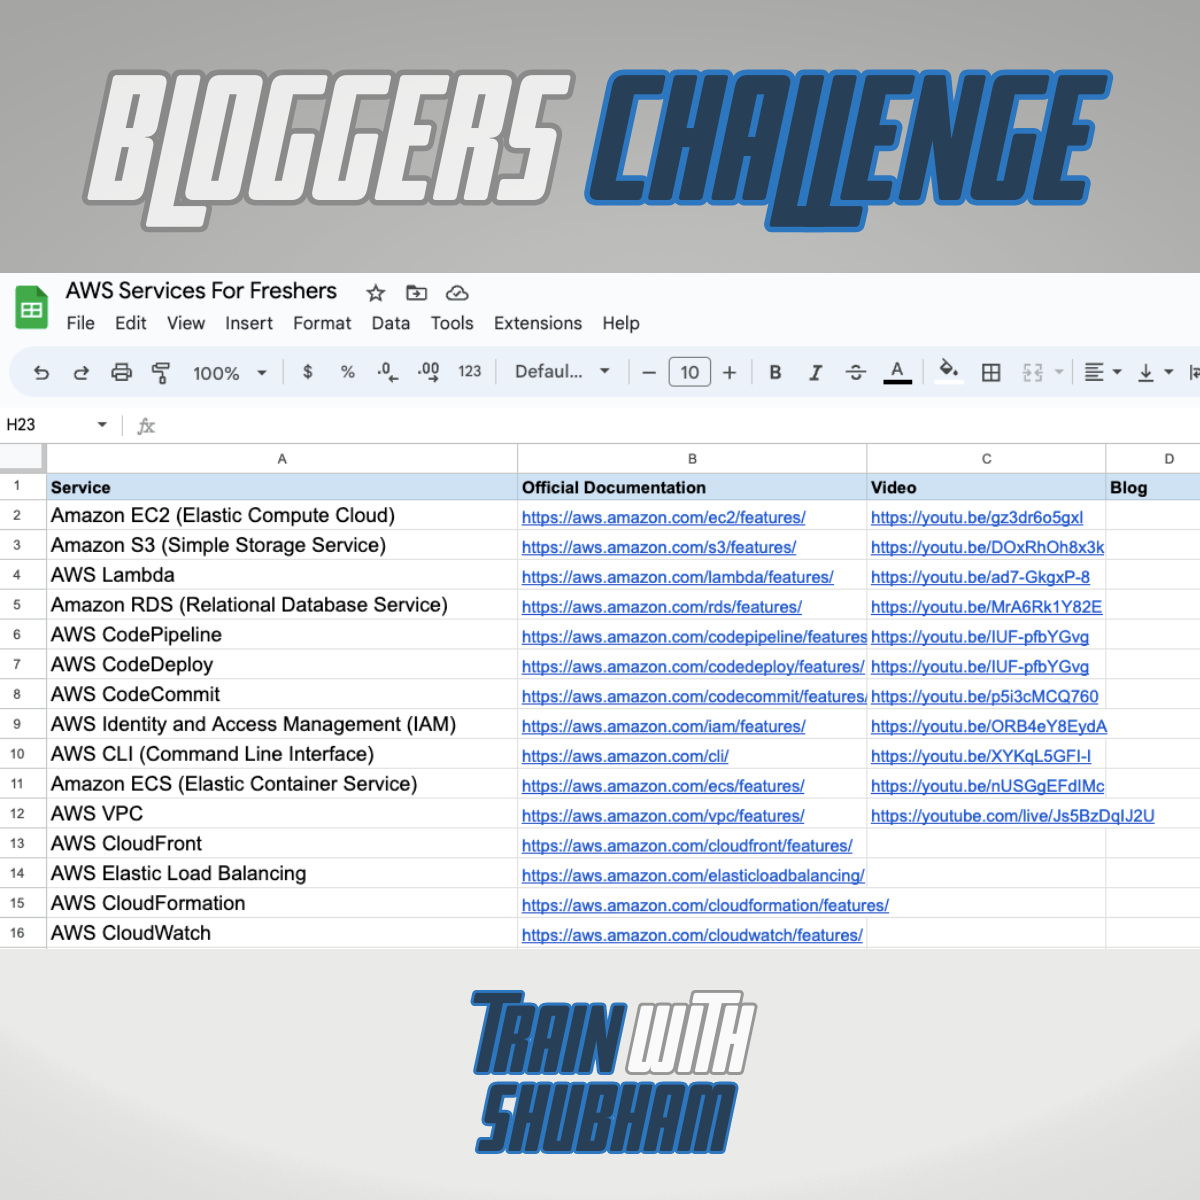 BLOGGERS CHALLENGE
AWS Services For Freshers
File Edit View Insert Format Data Tools Extensions Help
100% $ % .0 .00 123 Defaul... − 10 + B I A
H23 fx
A B C D
1 Service Official Documentation Video Blog
2 Amazon EC2 (Elastic Compute Cloud) https://aws.amazon.com/ec2/features/ https://youtu.be/gz3dr6o5gxI
3 Amazon S3 (Simple Storage Service) https://aws.amazon.com/s3/features/ https://youtu.be/DOxRhOh8x3k
4 AWS Lambda https://aws.amazon.com/lambda/features/ https://youtu.be/ad7-GkgxP-8
5 Amazon RDS (Relational Database Service) https://aws.amazon.com/rds/features/ https://youtu.be/MrA6Rk1Y82E
6 AWS CodePipeline https://aws.amazon.com/codepipeline/features https://youtu.be/IUF-pfbYGvg
7 AWS CodeDeploy https://aws.amazon.com/codedeploy/features/ https://youtu.be/IUF-pfbYGvg
8 AWS CodeCommit https://aws.amazon.com/codecommit/features/ https://youtu.be/p5i3cMCQ760
9 AWS Identity and Access Management (IAM) https://aws.amazon.com/iam/features/ https://youtu.be/ORB4eY8EydA
10 AWS CLI (Command Line Interface) https://aws.amazon.com/cli/ https://youtu.be/XYKqL5GFI-I
11 Amazon ECS (Elastic Container Service) https://aws.amazon.com/ecs/features/ https://youtu.be/nUSGgEFdIMc
12 AWS VPC https://aws.amazon.com/vpc/features/ https://youtube.com/live/Js5BzDqIJ2U
13 AWS CloudFront https://aws.amazon.com/cloudfront/features/
14 AWS Elastic Load Balancing https://aws.amazon.com/elasticloadbalancing/
15 AWS CloudFormation https://aws.amazon.com/cloudformation/features/
16 AWS CloudWatch https://aws.amazon.com/cloudwatch/features/
TRAIN WITH
SHUBHAM